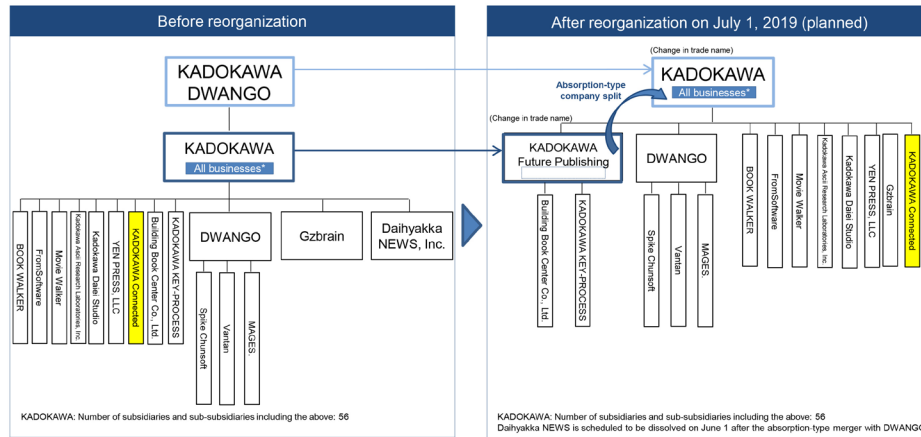 Before reorganization
KADOKAWA
DWANGO
KADOKAWA
All businesses*
BOOK WALKER
FromSoftware
Movie Walker
Kadokawa Ascii Research Laboratories, Inc.
Kadokawa Daiei Studio
YEN PRESS, LLC
KADOKAWA Connected
Building Book Center Co., Ltd.
KADOKAWA KEY-PROCESS
DWANGO
Gzbrain
Daihyakka
NEWS, Inc.
Spike Chunsoft
Vantan
MAGES.
KADOKAWA: Number of subsidiaries and sub-subsidiaries including the above: 56
After reorganization on July 1, 2019 (planned)
(Change in trade name)
KADOKAWA
All businesses*
Absorption-type
company split
(Change in trade name)
KADOKAWA
Future Publishing
DWANGO
BOOK WALKER
FromSoftware
Movie Walker
Kadokawa Ascii Research Laboratories, Inc.
Kadokawa Daiei Studio
YEN PRESS, LLC
Gzbrain
KADOKAWA Connected
Building Book Center Co., Ltd.
KADOKAWA KEY-PROCESS
Spike Chunsoft
Vantan
MAGES.
KADOKAWA: Number of subsidiaries and sub-subsidiaries including the above: 56
Daihyakka NEWS is scheduled to be dissolved on June 1 after the absorption-type merger with DWANGO